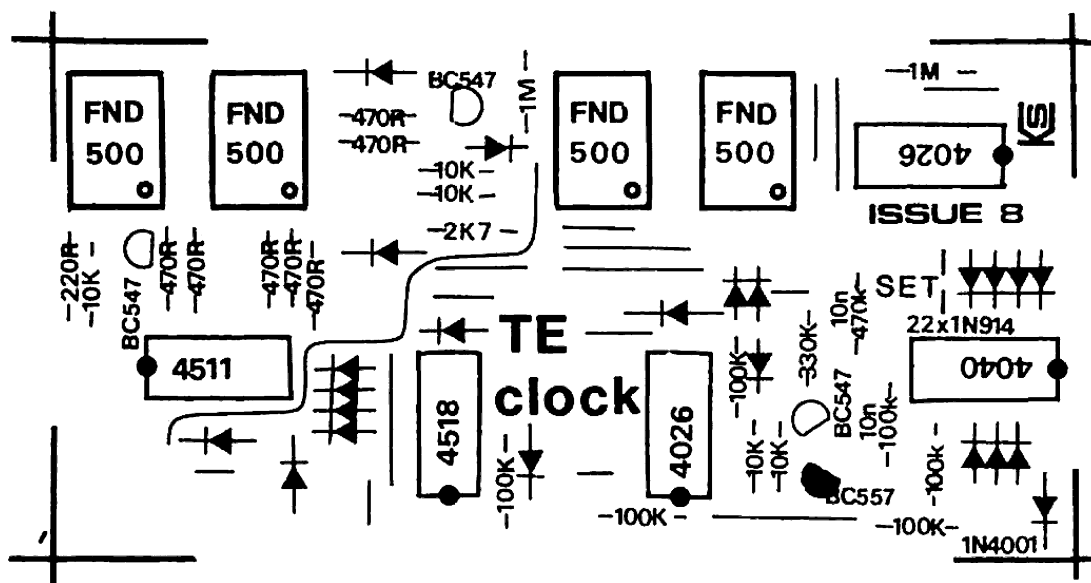 FND
500
FND
500
BC547
-470R-
-470R-
-1M-
-10K-
-10K-
-2K7-
FND
500
FND
500
-1M-
4026
KS
ISSUE 8
-220R-
-10K-
BC547
-470R-
-470R-
-470R-
-470R-
-470R-
4511
TE
clock
4518
-100K-
4026
-100K-
-100K-
-330K-
10n
-470k-
SET
22x1N914
4040
BC547
10n
-100k-
-10K-
-10K-
BC557
-100k-
-100K-
1N4001